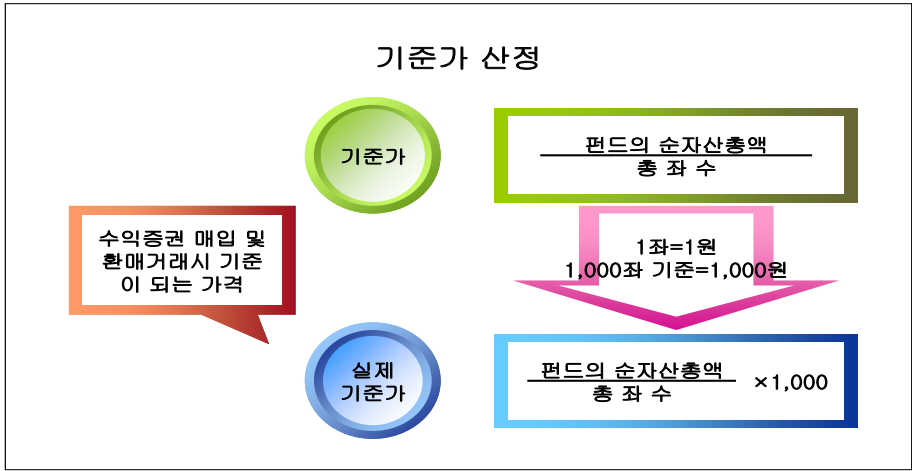 기준가 산정
기준가
펀드의 순자산총액
총 좌 수
수익증권 매입 및
환매거래시 기준
이 되는 가격
1좌=1원
1,000좌 기준=1,000원
실제
기준가
펀드의 순자산총액
총 좌 수
×1,000